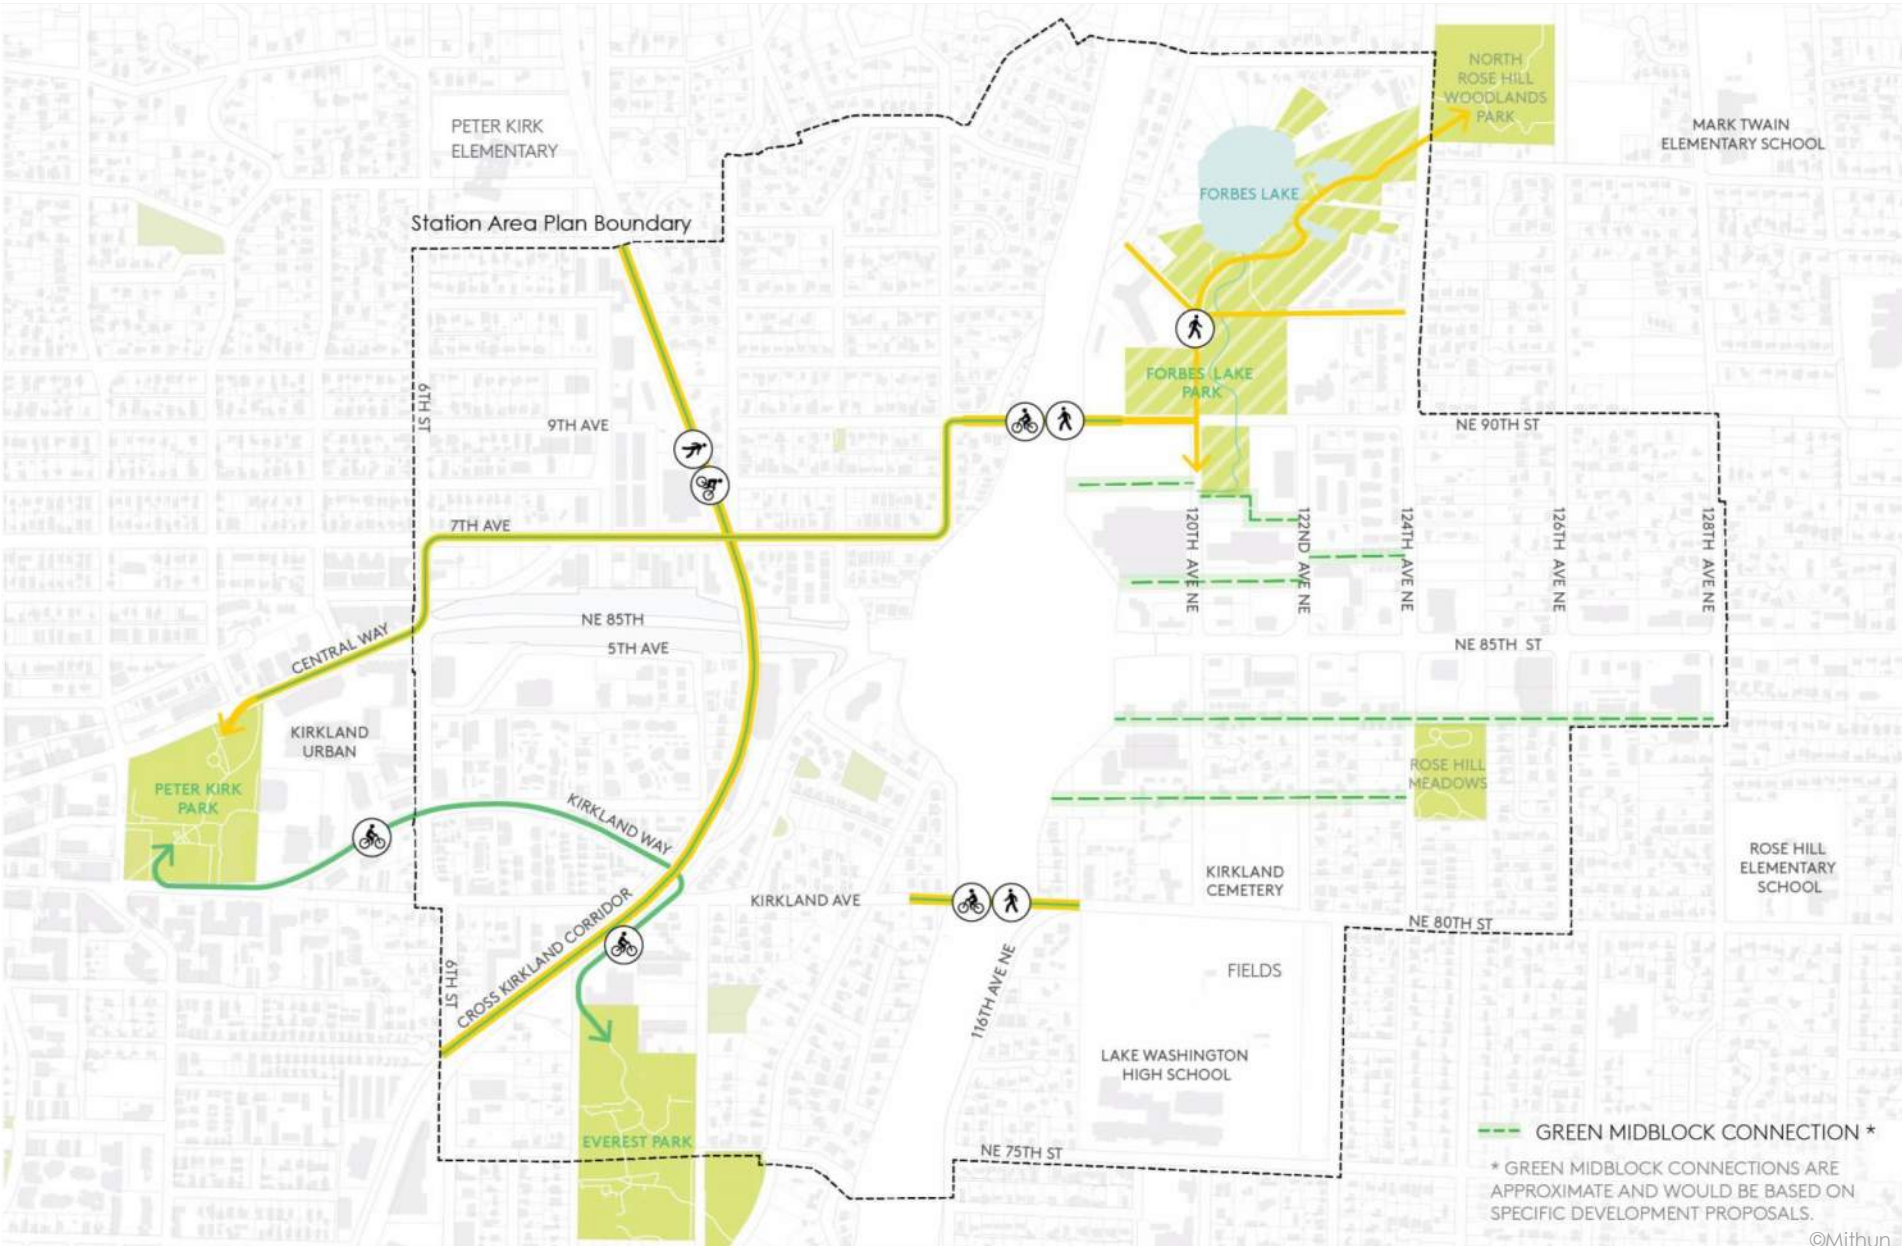 NORTH
ROSE HILL
WOODLANDS
PARK
PETER KIRK
ELEMENTARY
MARK TWAIN
ELEMENTARY SCHOOL
FORBES LAKE
Station Area Plan Boundary
FORBES LAKE
PARK
6TH ST
9TH AVE
NE 90TH ST
7TH AVE
120TH AVE NE
122ND AVE NE
124TH AVE NE
126TH AVE NE
128TH AVE NE
NE 85TH
5TH AVE
CENTRAL WAY
NE 85TH ST
KIRKLAND
URBAN
PETER KIRK
PARK
ROSE HILL
MEADOWS
KIRKLAND WAY
ROSE HILL
ELEMENTARY
SCHOOL
KIRKLAND
CEMETERY
KIRKLAND AVE
NE 80TH ST
CROSS KIRKLAND CORRIDOR
6TH ST
116TH AVE NE
FIELDS
LAKE WASHINGTON
HIGH SCHOOL
EVEREST PARK
NE 75TH ST
GREEN MIDBLOCK CONNECTION *
* GREEN MIDBLOCK CONNECTIONS ARE
APPROXIMATE AND WOULD BE BASED ON
SPECIFIC DEVELOPMENT PROPOSALS.
©Mithun